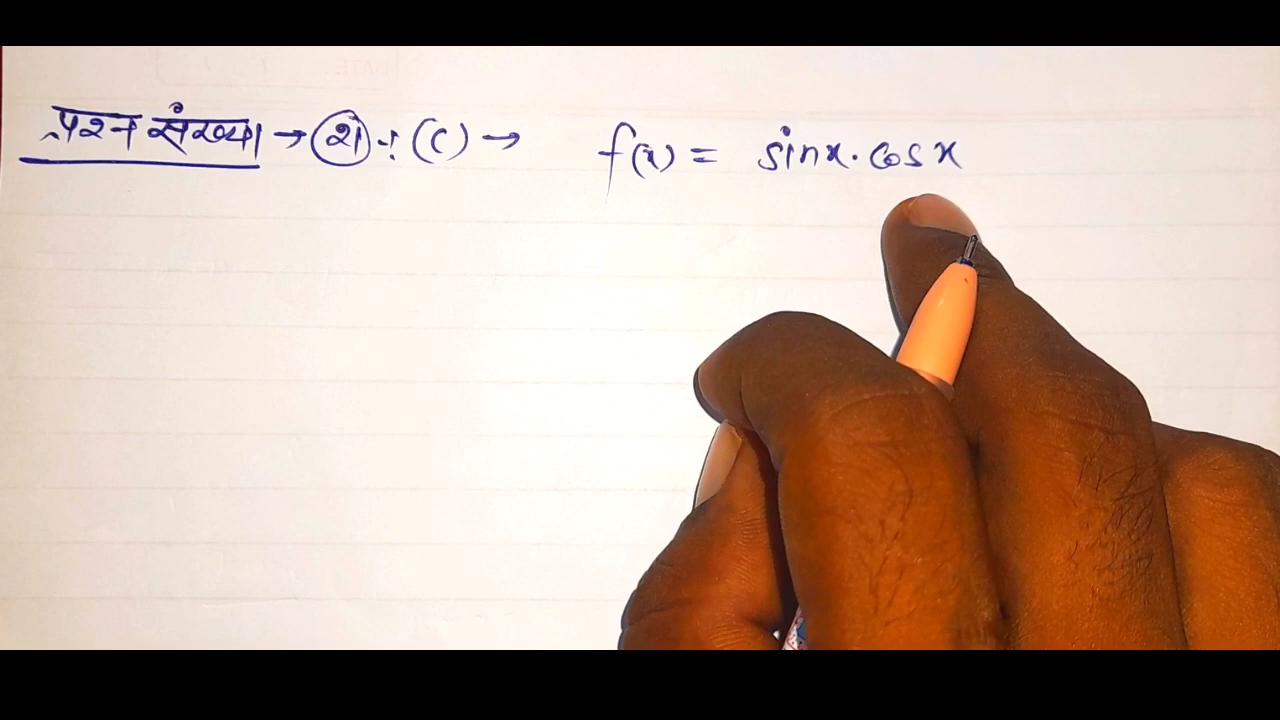 प्रश्न संख्या → 21 ÷ (C) → f(x) = sinx . cosx